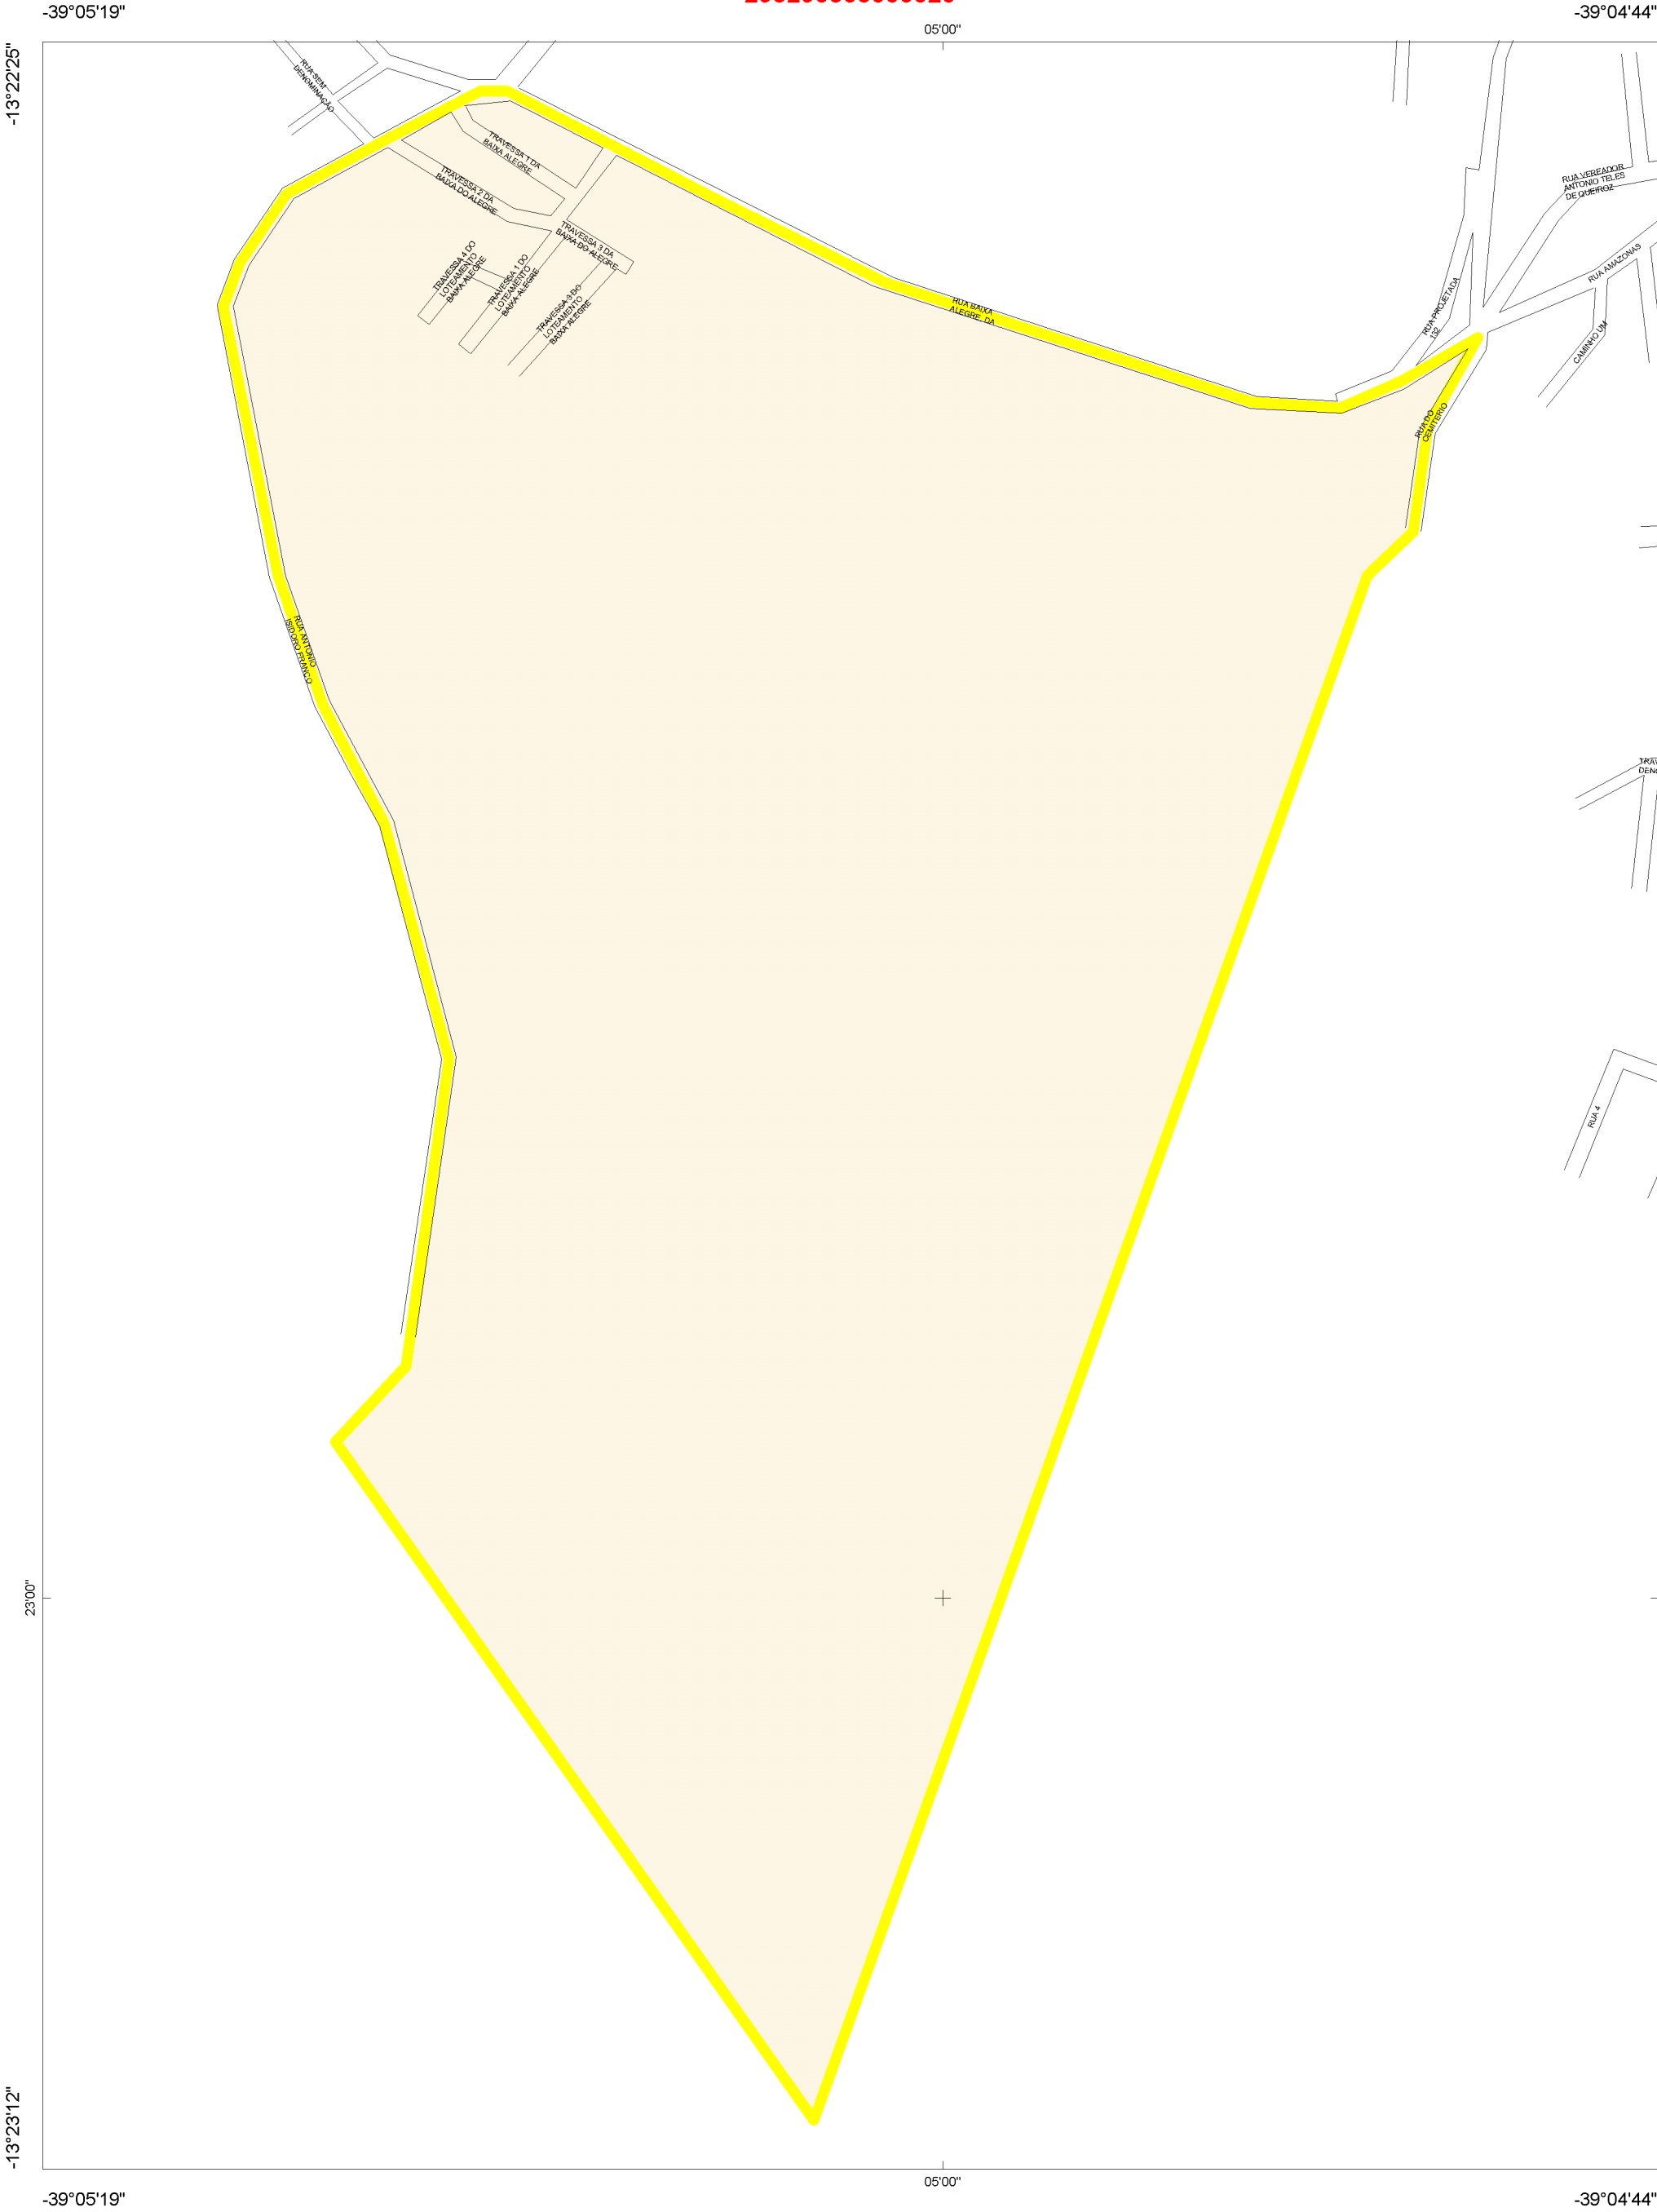 -39°05'19"
-39°04'44"
05'00"
-13°22'25"
RUA SEM
DENOMINAÇÃO
TRAVESSA 1 DA
BAIXA ALEGRE
TRAVESSA 2 DA
BAIXA DO ALEGRE
TRAVESSA 3 DA
BAIXA DO ALEGRE
TRAVESSA 4 DO
LOTEAMENTO
BAIXA ALEGRE
TRAVESSA 1 DO
LOTEAMENTO
BAIXA ALEGRE
TRAVESSA 3 DO
LOTEAMENTO
BAIXA ALEGRE
RUA VEREADOR
ANTONIO TELES
DE QUEIROZ
RUA AMAZONAS
RUA PROJETADA
132
RUA BAIXA
ALEGRE, DA
CAMINHO UM
RUA DO
CEMITERIO
RUA ANTONIO
ISIDORO FRANCO
RUA 4
23'00"
-13°23'12"
05'00"
-39°05'19"
-39°04'44"